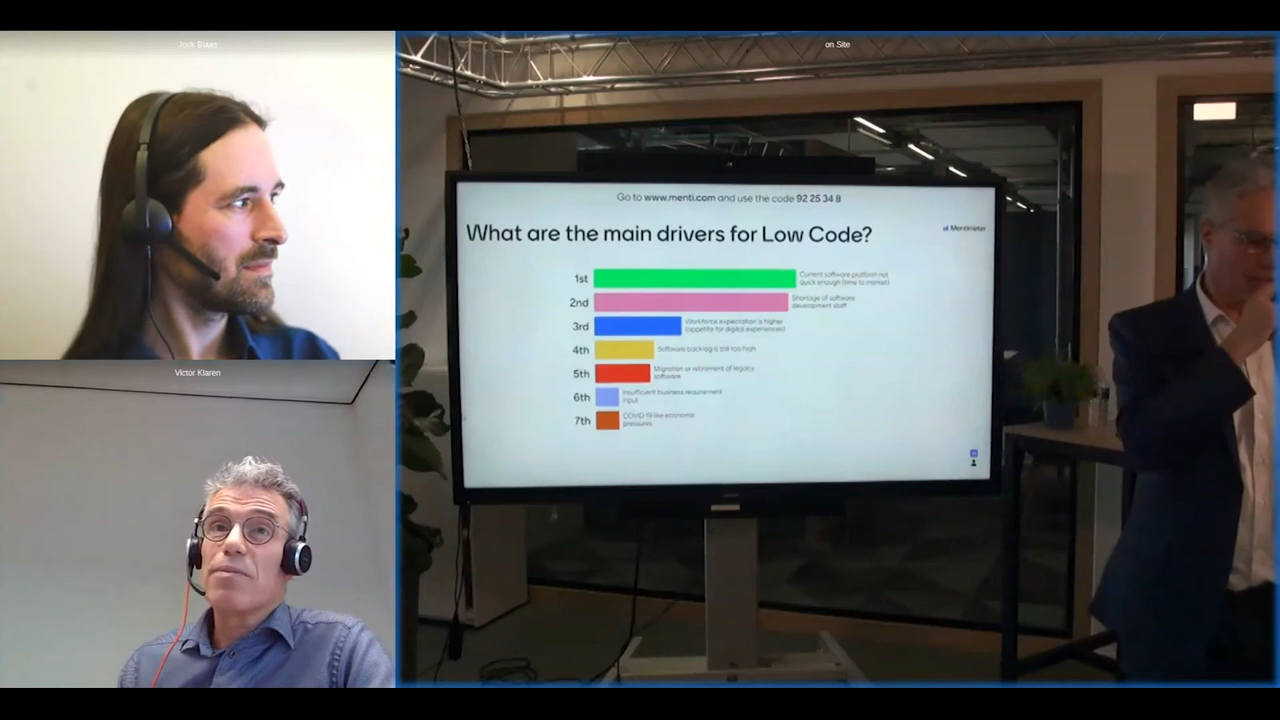 Jorik Blaas
on Site
Victor Klaren
Go to www.menti.com and use the code 92 25 34 8
What are the main drivers for Low Code?
Mentimeter
1st
Current software platform not
quick enough (time to market)
2nd
Shortage of software
development staff
3rd
Workforce expectation is higher
(appetite for digital experiences)
4th
Software backlog is still too high
5th
Migration or retirement of legacy
software
6th
Insufficient business requirement
input
7th
COVID 19 like economic
pressures